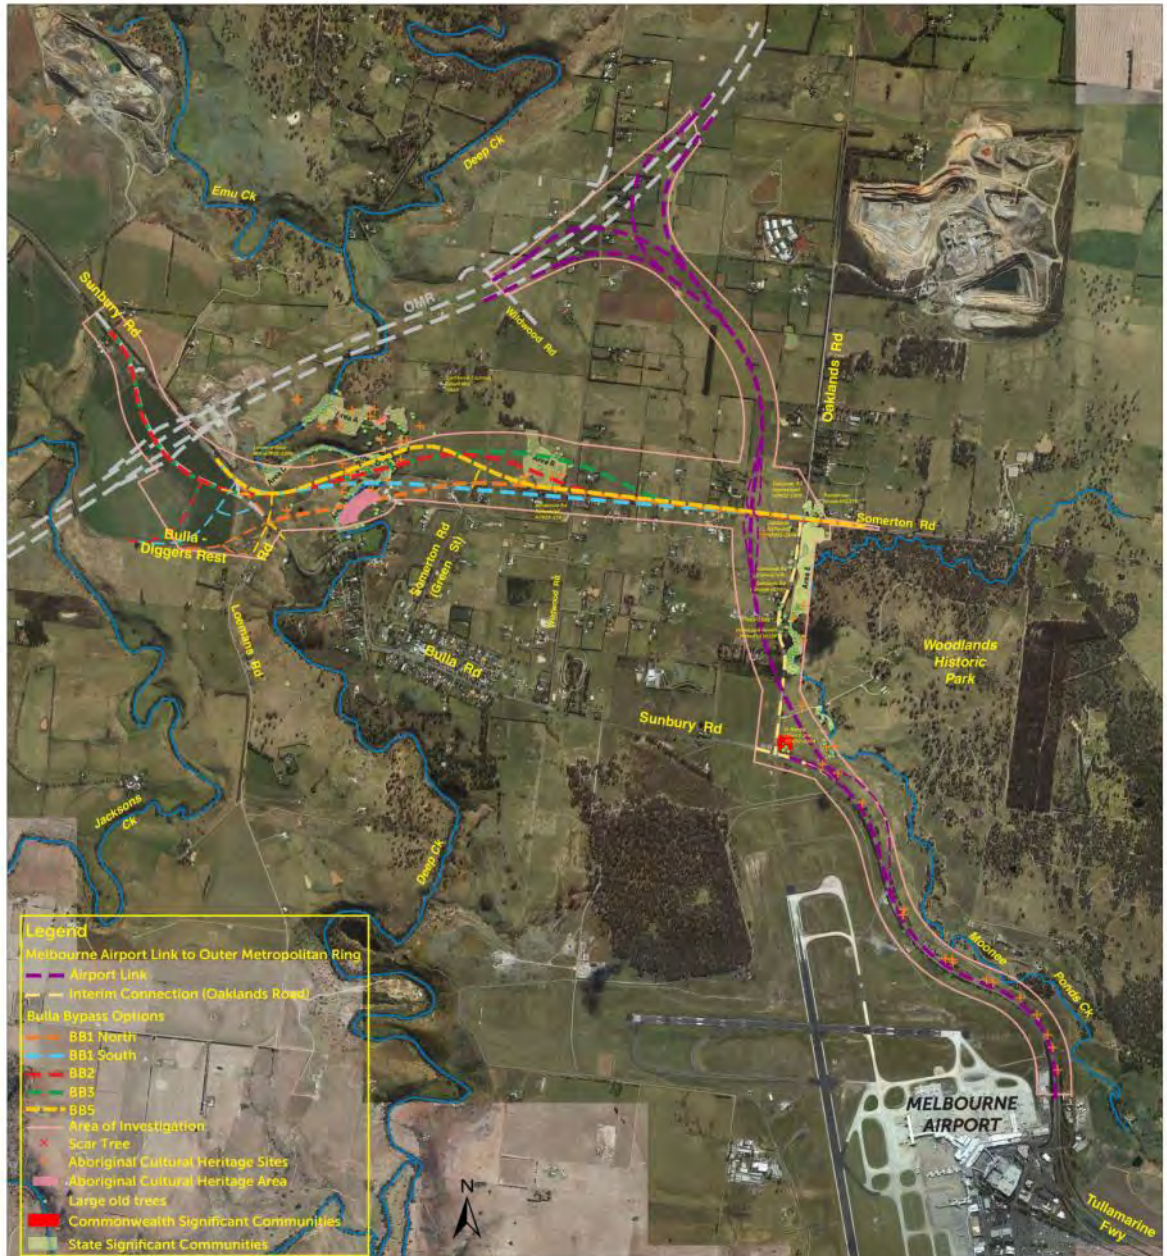 Emu Ck
Deep Ck
Sunbury Rd
OMR
Wildwood Rd
Oaklands Rd
Area A
Area B
Somerton Rd
Bulla -
Diggers Rest
Rd
Somerton Rd
(Green St)
Loemans Rd
Bulla Rd
Woodlands
Historic
Park
Sunbury Rd
Jacksons
Ck
Deep Ck
Moonee
Ponds Ck
MELBOURNE
AIRPORT
Tullamarine
Fwy
N
Legend
Melbourne Airport Link to Outer Metropolitan Ring
Airport Link
Interim Connection (Oaklands Road)
Bulla Bypass Options
BB1 North
BB1 South
BB2
BB3
BB5
Area of Investigation
Scar Tree
Aboriginal Cultural Heritage Sites
Aboriginal Cultural Heritage Area
Large old trees
Commonwealth Significant Communities
State Significant Communities